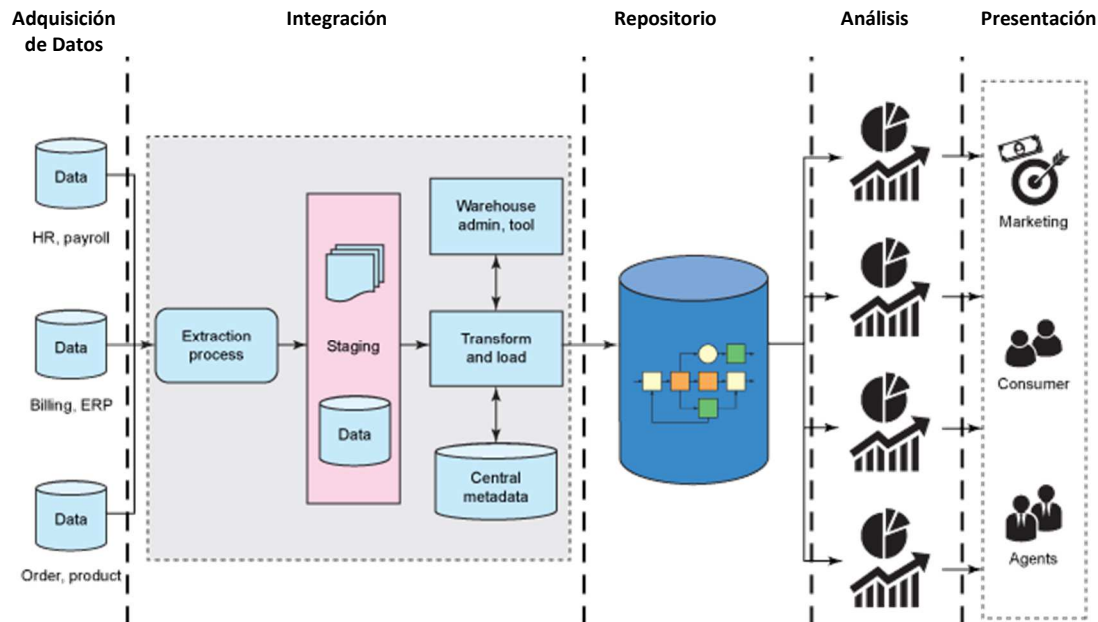 Adquisición
de Datos
Integración
Repositorio
Análisis
Presentación
Data
HR, payroll
Data
Billing, ERP
Data
Order, product
Extraction
process
Staging
Data
Warehouse
admin, tool
Transform
and load
Central
metadata
Marketing
Consumer
Agents